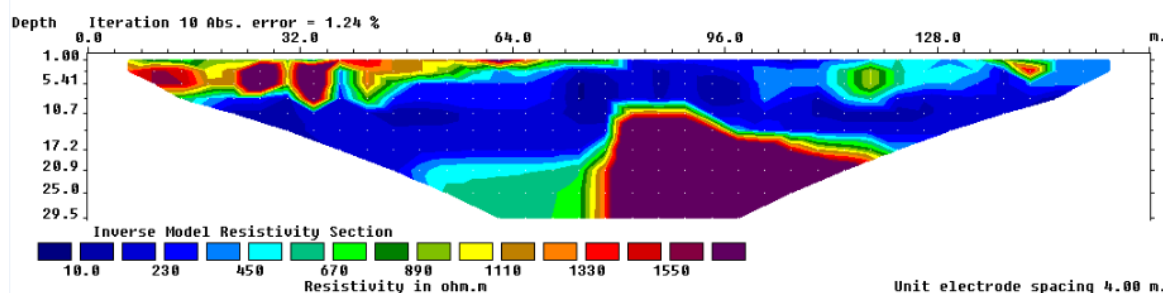 Depth Iteration 10 Abs. error = 1.24 %
0.0 32.0 64.0 96.0 128.0 m.
1.00
5.41
10.7
17.2
20.9
25.0
29.5
Inverse Model Resistivity Section
10.0 230 450 670 890 1110 1330 1550
Resistivity in ohm.m Unit electrode spacing 4.00 m.